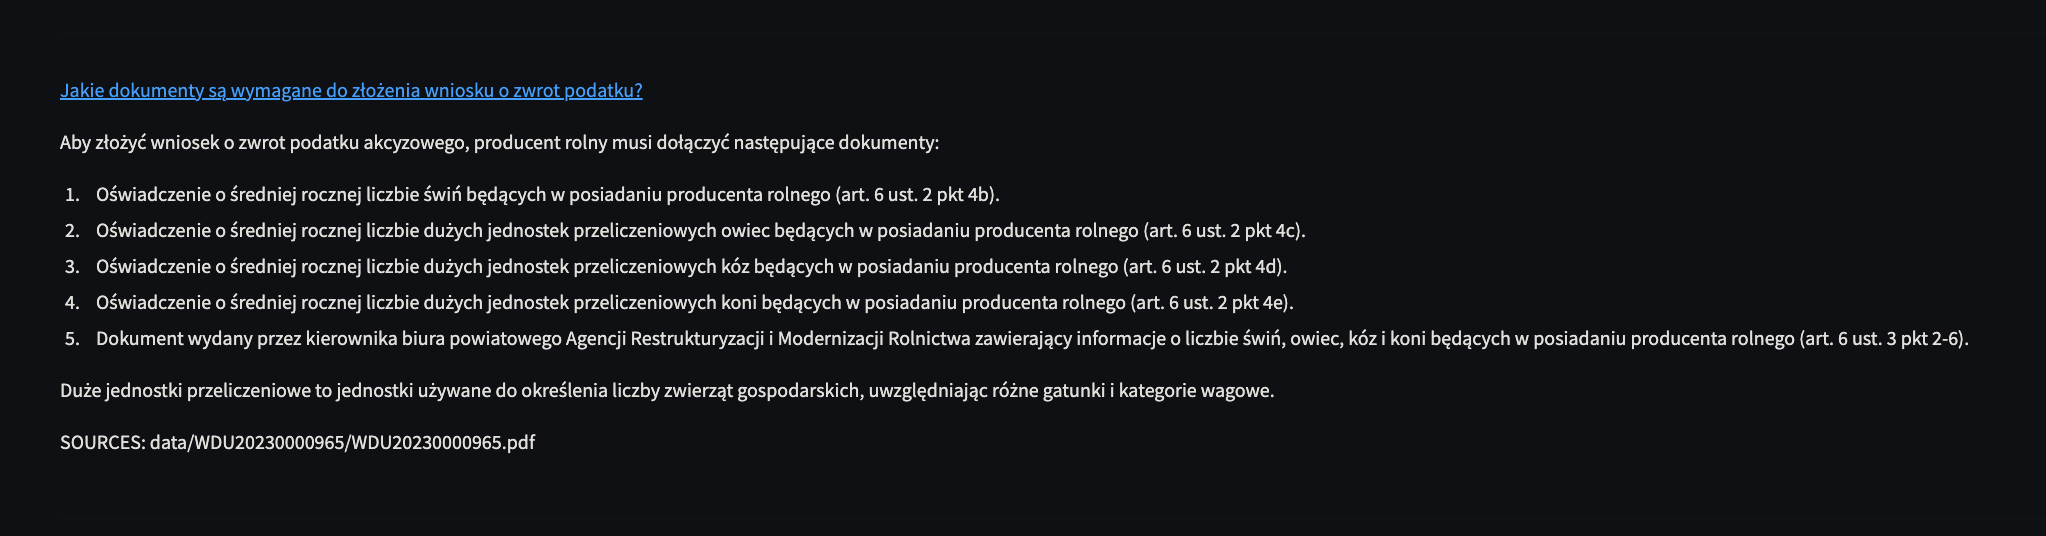 Jakie dokumenty są wymagane do złożenia wniosku o zwrot podatku?
Aby złożyć wniosek o zwrot podatku akcyzowego, producent rolny musi dołączyć następujące dokumenty:
1. Oświadczenie o średniej rocznej liczbie świń będących w posiadaniu producenta rolnego (art. 6 ust. 2 pkt 4b).
2. Oświadczenie o średniej rocznej liczbie dużych jednostek przeliczeniowych owiec będących w posiadaniu producenta rolnego (art. 6 ust. 2 pkt 4c).
3. Oświadczenie o średniej rocznej liczbie dużych jednostek przeliczeniowych kóz będących w posiadaniu producenta rolnego (art. 6 ust. 2 pkt 4d).
4. Oświadczenie o średniej rocznej liczbie dużych jednostek przeliczeniowych koni będących w posiadaniu producenta rolnego (art. 6 ust. 2 pkt 4e).
5. Dokument wydany przez kierownika biura powiatowego Agencji Restrukturyzacji i Modernizacji Rolnictwa zawierający informacje o liczbie świń, owiec, kóz i koni będących w posiadaniu producenta rolnego (art. 6 ust. 3 pkt 2-6).
Duże jednostki przeliczeniowe to jednostki używane do określenia liczby zwierząt gospodarskich, uwzględniając różne gatunki i kategorie wagowe.
SOURCES: data/WDU20230000965/WDU20230000965.pdf